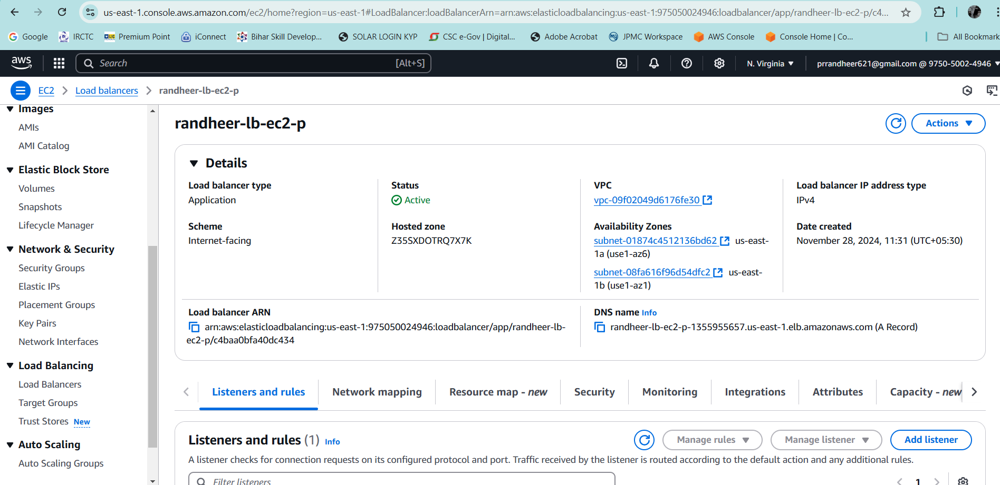 us-east-1.console.aws.amazon.com/ec2/home?region=us-east-1#LoadBalancer:loadBalancerArn=arn:aws:elasticloadbalancing:us-east-1:975050024946:loadbalancer/app/randheer-lb-ec2-p/c4...
Google IRCTC Premium Point iConnect Bihar Skill Develop... SOLAR LOGIN KYP CSC e-Gov | Digital... Adobe Acrobat JPMC Workspace AWS Console Console Home | Co... All Bookmark
aws Search [Alt+S] N. Virginia prrandheer621@gmail.com @ 9750-5002-4946
EC2 Load balancers randheer-lb-ec2-p
Images
AMIs
AMI Catalog
Elastic Block Store
Volumes
Snapshots
Lifecycle Manager
Network & Security
Security Groups
Elastic IPs
Placement Groups
Key Pairs
Network Interfaces
Load Balancing
Load Balancers
Target Groups
Trust Stores New
Auto Scaling
Auto Scaling Groups
randheer-lb-ec2-p
Actions
Details
Load balancer type
Application
Scheme
Internet-facing
Status
Active
Hosted zone
Z35SXDOTRQ7X7K
VPC
vpc-09f02049d6176fe30
Availability Zones
subnet-01874c4512136bd62 us-east-
1a (use1-az6)
subnet-08fa616f96d54dfc2 us-east-
1b (use1-az1)
Load balancer IP address type
IPv4
Date created
November 28, 2024, 11:31 (UTC+05:30)
Load balancer ARN
arn:aws:elasticloadbalancing:us-east-1:975050024946:loadbalancer/app/randheer-lb-
ec2-p/c4baa0bfa40dc434
DNS name Info
randheer-lb-ec2-p-1355955657.us-east-1.elb.amazonaws.com (A Record)
Listeners and rules Network mapping Resource map - new Security Monitoring Integrations Attributes Capacity - new
Listeners and rules (1) Info
Manage rules Manage listener Add listener
A listener checks for connection requests on its configured protocol and port. Traffic received by the listener is routed according to the default action and any additional rules.
Filter listeners
1